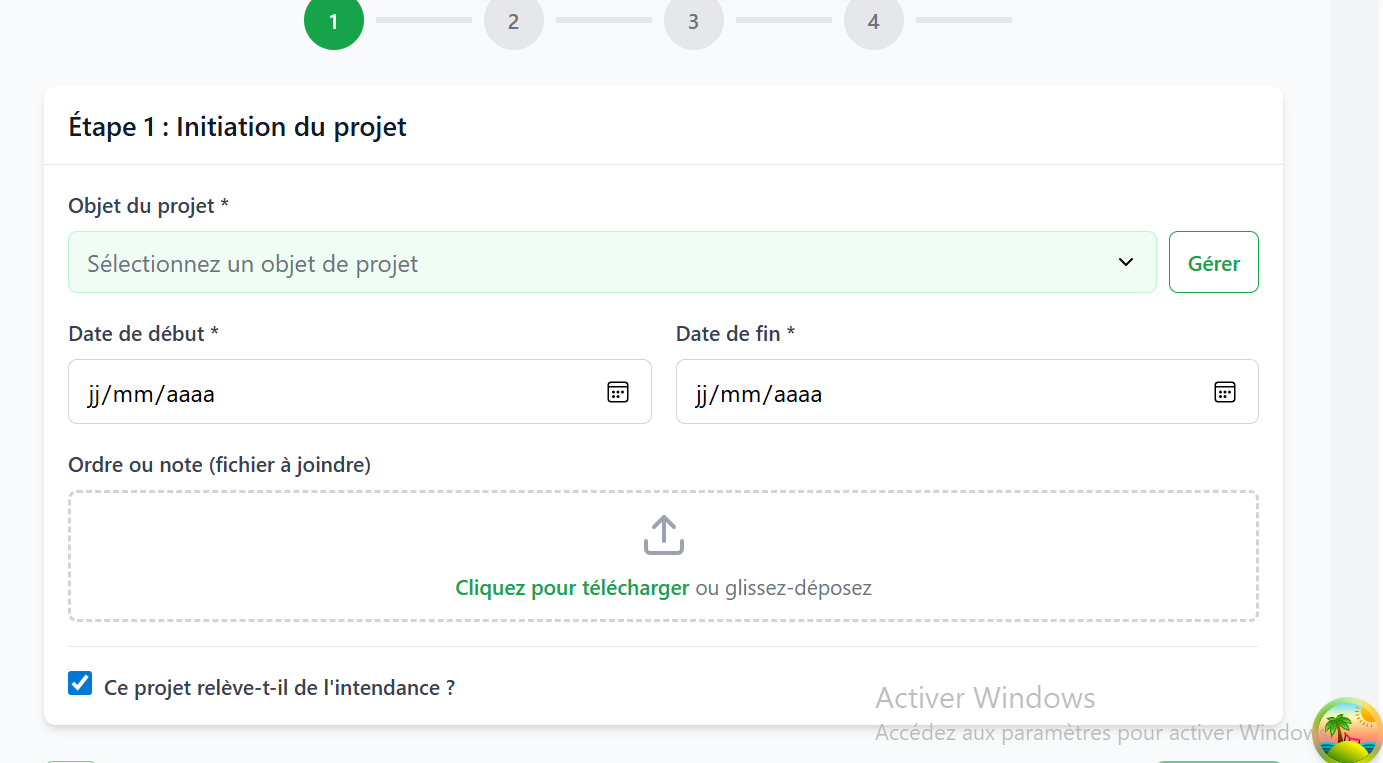 1 2 3 4
Étape 1 : Initiation du projet
Objet du projet *
Sélectionnez un objet de projet
Gérer
Date de début * Date de fin *
jj/mm/aaaa jj/mm/aaaa
Ordre ou note (fichier à joindre)
Cliquez pour télécharger ou glissez-déposez
Ce projet relève-t-il de l'intendance ?
Activer Windows
Accédez aux paramètres pour activer Window